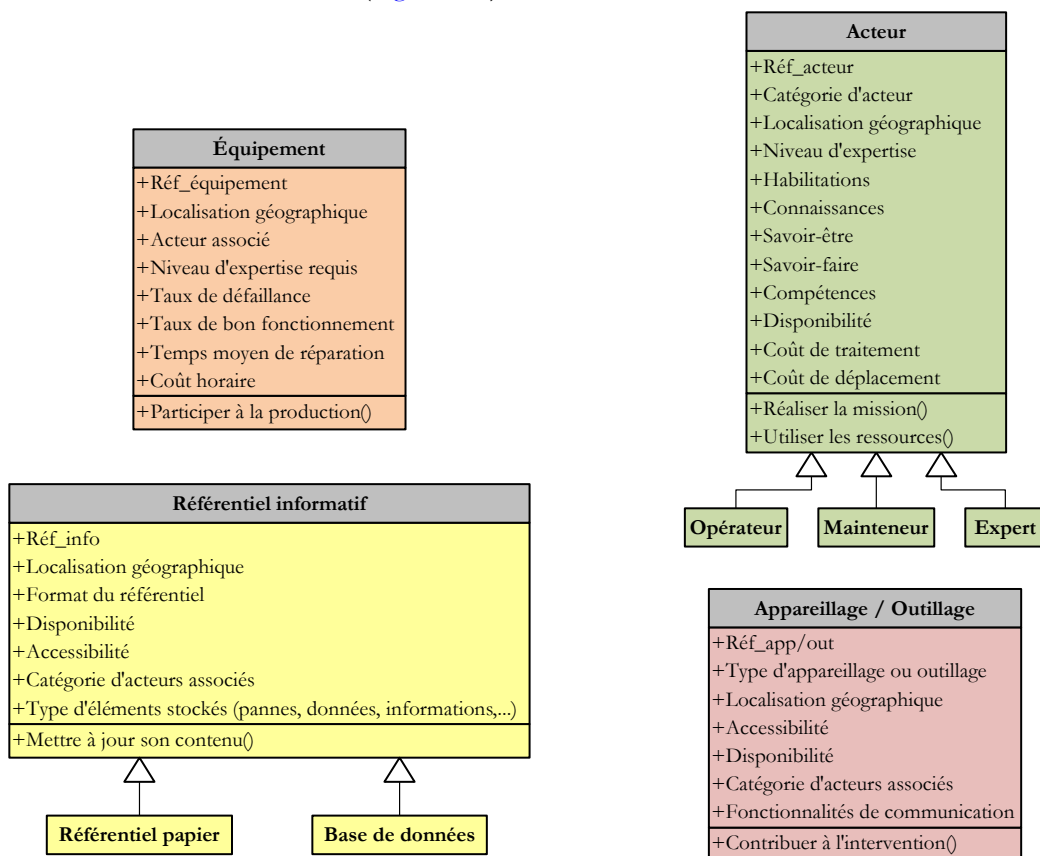 Équipement
+Réf_équipement
+Localisation géographique
+Acteur associé
+Niveau d'expertise requis
+Taux de défaillance
+Taux de bon fonctionnement
+Temps moyen de réparation
+Coût horaire
+Participer à la production()
Acteur
+Réf_acteur
+Catégorie d'acteur
+Localisation géographique
+Niveau d'expertise
+Habilitations
+Connaissances
+Savoir-être
+Savoir-faire
+Compétences
+Disponibilité
+Coût de traitement
+Coût de déplacement
+Réaliser la mission()
+Utiliser les ressources()
Opérateur
Mainteneur
Expert
Référentiel informatif
+Réf_info
+Localisation géographique
+Format du référentiel
+Disponibilité
+Accessibilité
+Catégorie d'acteurs associés
+Type d'éléments stockés (pannes, données, informations,...)
+Mettre à jour son contenu()
Référentiel papier
Base de données
Appareillage / Outillage
+Réf_app/out
+Type d'appareillage ou outillage
+Localisation géographique
+Accessibilité
+Disponibilité
+Catégorie d'acteurs associés
+Fonctionnalités de communication
+Contribuer à l'intervention()